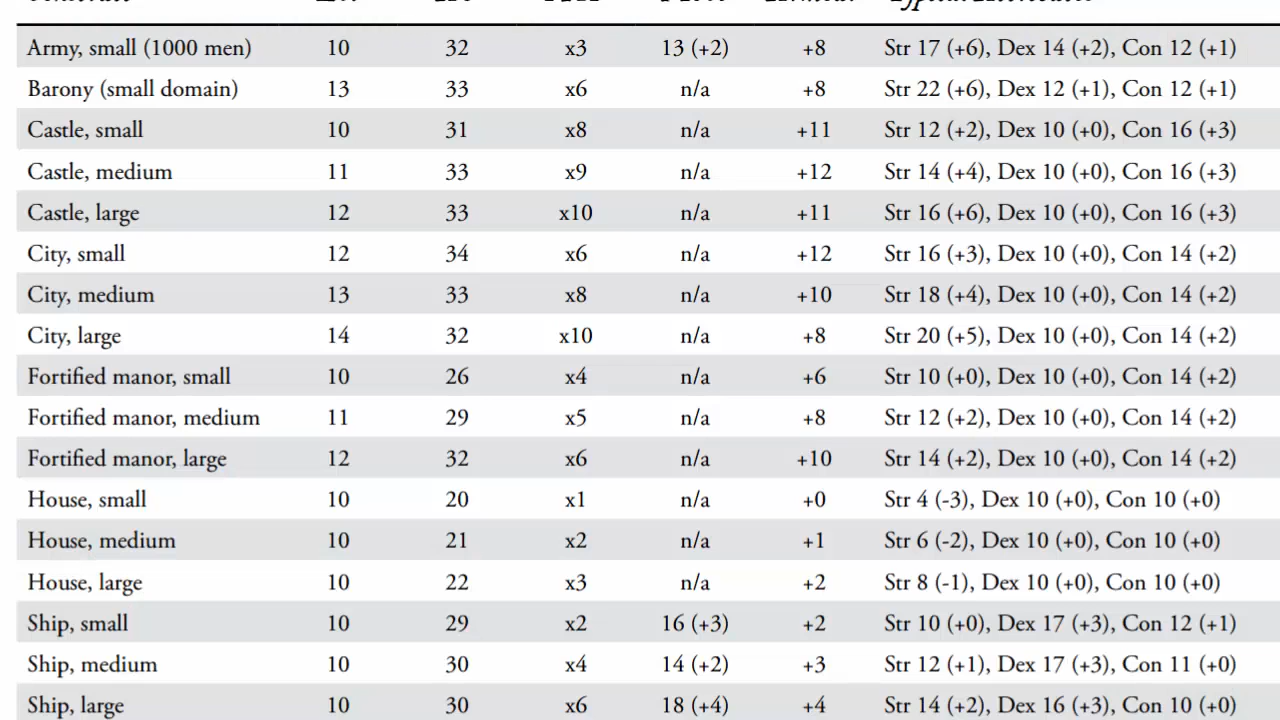 Army, small (1000 men) 10 32 x3 13 (+2) +8 Str 17 (+6), Dex 14 (+2), Con 12 (+1)
Barony (small domain) 13 33 x6 n/a +8 Str 22 (+6), Dex 12 (+1), Con 12 (+1)
Castle, small 10 31 x8 n/a +11 Str 12 (+2), Dex 10 (+0), Con 16 (+3)
Castle, medium 11 33 x9 n/a +12 Str 14 (+4), Dex 10 (+0), Con 16 (+3)
Castle, large 12 33 x10 n/a +11 Str 16 (+6), Dex 10 (+0), Con 16 (+3)
City, small 12 34 x6 n/a +12 Str 16 (+3), Dex 10 (+0), Con 14 (+2)
City, medium 13 33 x8 n/a +10 Str 18 (+4), Dex 10 (+0), Con 14 (+2)
City, large 14 32 x10 n/a +8 Str 20 (+5), Dex 10 (+0), Con 14 (+2)
Fortified manor, small 10 26 x4 n/a +6 Str 10 (+0), Dex 10 (+0), Con 14 (+2)
Fortified manor, medium 11 29 x5 n/a +8 Str 12 (+2), Dex 10 (+0), Con 14 (+2)
Fortified manor, large 12 32 x6 n/a +10 Str 14 (+2), Dex 10 (+0), Con 14 (+2)
House, small 10 20 x1 n/a +0 Str 4 (-3), Dex 10 (+0), Con 10 (+0)
House, medium 10 21 x2 n/a +1 Str 6 (-2), Dex 10 (+0), Con 10 (+0)
House, large 10 22 x3 n/a +2 Str 8 (-1), Dex 10 (+0), Con 10 (+0)
Ship, small 10 29 x2 16 (+3) +2 Str 10 (+0), Dex 17 (+3), Con 12 (+1)
Ship, medium 10 30 x4 14 (+2) +3 Str 12 (+1), Dex 17 (+3), Con 11 (+0)
Ship, large 10 30 x6 18 (+4) +4 Str 14 (+2), Dex 16 (+3), Con 10 (+0)